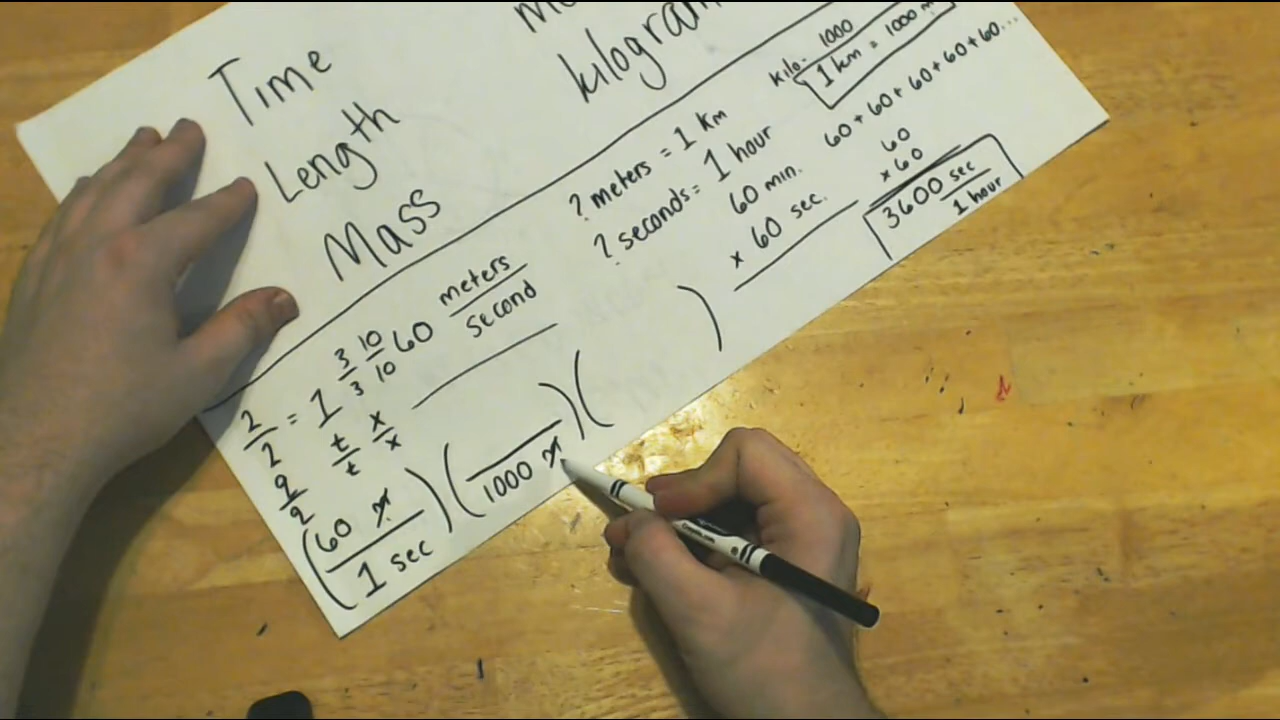 Time
Length
Mass
kilogram
kilo- 1000
1 km = 1000 m
? meters = 1 km
? seconds = 1 hour
60 min.
x 60 sec.
60 + 60 + 60 + 60 + 60...
60
x 60
3600 sec
1 hour
2/2 = 1 3/3 10/10 60 meters
second
9/2 t/t x/x
(60 m) ( ) ( )
1 sec 1000 m